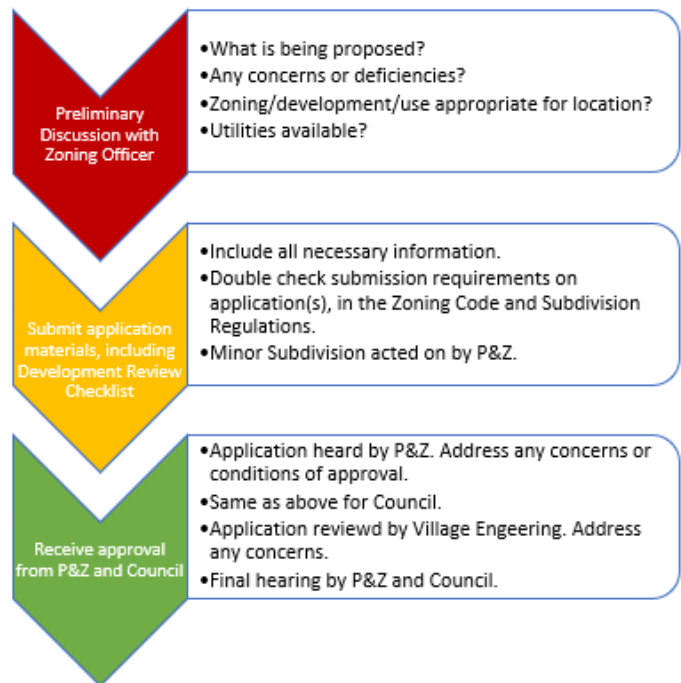 Preliminary
Discussion with
Zoning Officer
•What is being proposed?
•Any concerns or deficiencies?
•Zoning/development/use appropriate for location?
•Utilities available?
Submit application
materials, including
Development Review
Checklist
•Include all necessary information.
•Double check submission requirements on
application(s), in the Zoning Code and Subdivision
Regulations.
•Minor Subdivision acted on by P&Z.
Receive approval
from P&Z and Council
•Application heard by P&Z. Address any concerns or
conditions of approval.
•Same as above for Council.
•Application reviewd by Village Engeering. Address
any concerns.
•Final hearing by P&Z and Council.